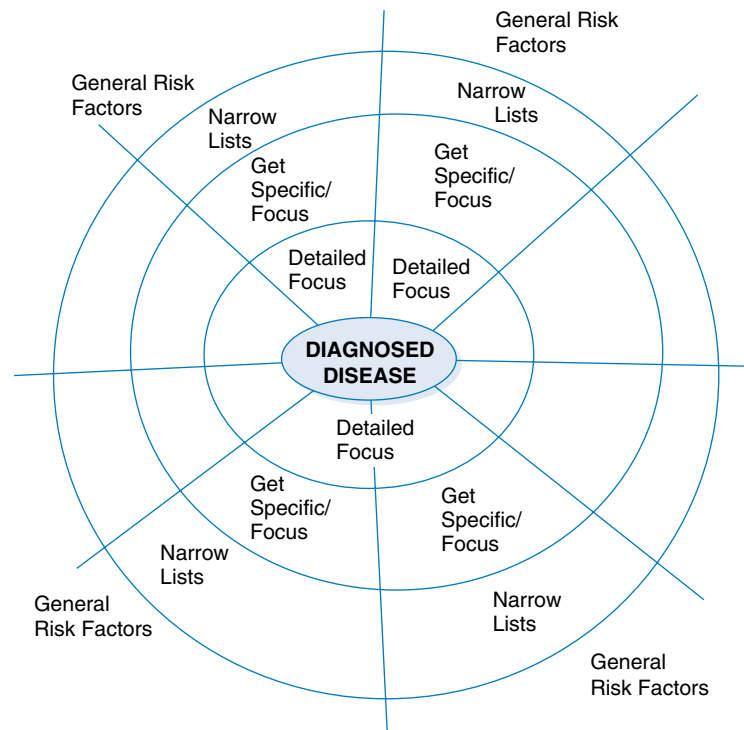 General Risk
Factors
General Risk
Factors
Narrow
Lists
Narrow
Lists
Get
Specific/
Focus
Get
Specific/
Focus
Detailed
Focus
Detailed
Focus
DIAGNOSED
DISEASE
Detailed
Focus
Get
Specific/
Focus
Get
Specific/
Focus
Narrow
Lists
Narrow
Lists
General
Risk Factors
General
Risk Factors